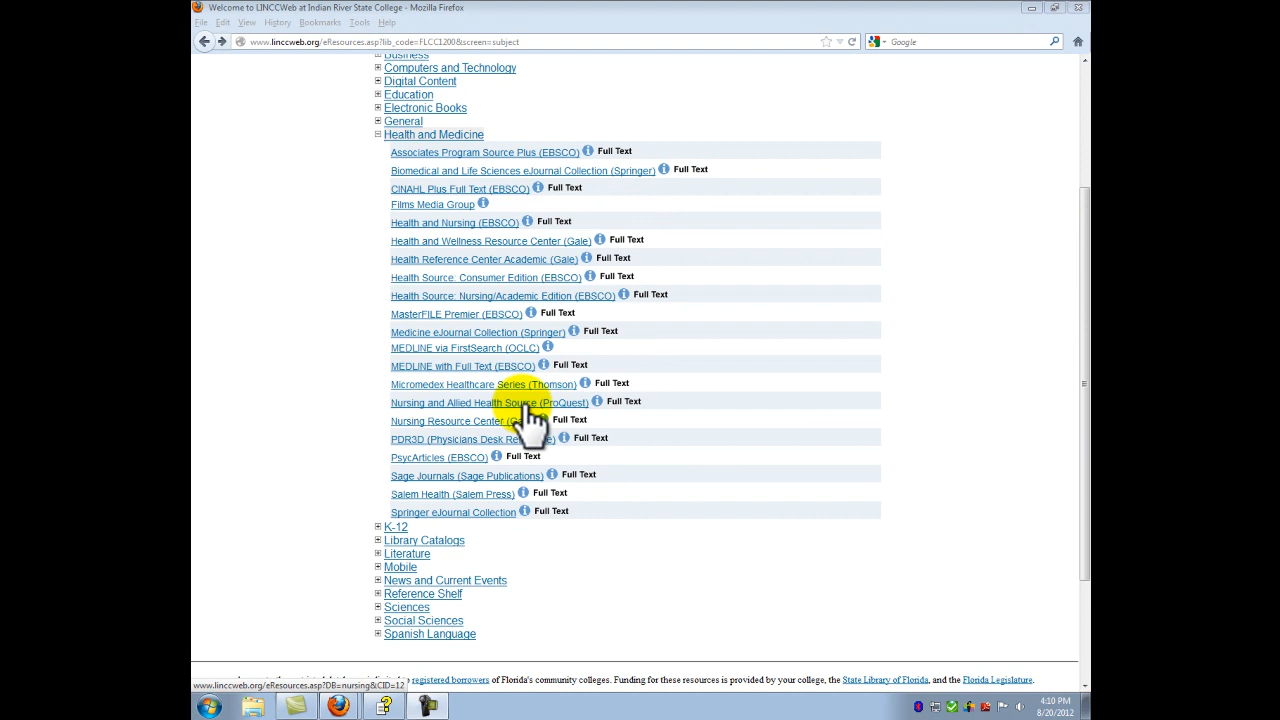 Welcome to LINCCWeb at Indian River State College - Mozilla Firefox
File Edit View History Bookmarks Tools Help
www.linccweb.org/eResources.asp?lib_code=FLCC1200&screen=subject
Google
Business
Computers and Technology
Digital Content
Education
Electronic Books
General
Health and Medicine
Associates Program Source Plus (EBSCO) Full Text
Biomedical and Life Sciences eJournal Collection (Springer) Full Text
CINAHL Plus Full Text (EBSCO) Full Text
Films Media Group
Health and Nursing (EBSCO) Full Text
Health and Wellness Resource Center (Gale) Full Text
Health Reference Center Academic (Gale) Full Text
Health Source: Consumer Edition (EBSCO) Full Text
Health Source: Nursing/Academic Edition (EBSCO) Full Text
MasterFILE Premier (EBSCO) Full Text
Medicine eJournal Collection (Springer) Full Text
MEDLINE via FirstSearch (OCLC)
MEDLINE with Full Text (EBSCO) Full Text
Micromedex Healthcare Series (Thomson) Full Text
Nursing and Allied Health Source (ProQuest) Full Text
Nursing Resource Center Full Text
PDR3D (Physicians Desk Full Text
PsycArticles (EBSCO) Full Text
Sage Journals (Sage Publications) Full Text
Salem Health (Salem Press) Full Text
Springer eJournal Collection Full Text
K-12
Library Catalogs
Literature
Mobile
News and Current Events
Reference Shelf
Sciences
Social Sciences
Spanish Language
registered borrowers of Florida's community colleges. Funding for these resources is provided by your college, the State Library of Florida, and the Florida Legislature.
www.linccweb.org/eResources.asp?DB=nursing&CID=12
4:10 PM
8/20/2012